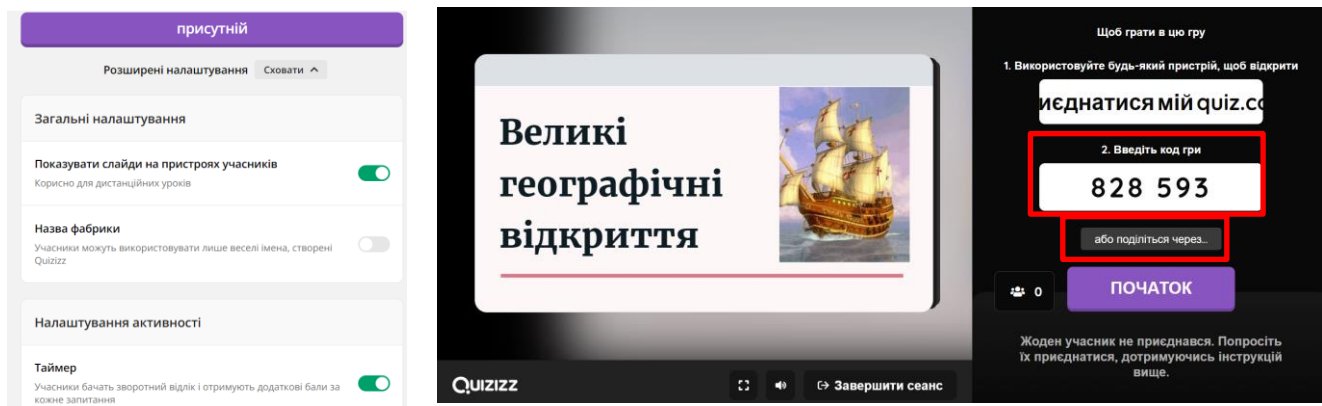 присутній
Розширені налаштування Сховати
Загальні налаштування
Показувати слайди на пристроях учасників
Корисно для дистанційних уроків
Назва фабрики
Учасники можуть використовувати лише веселі імена, створені
Quizizz
Налаштування активності
Таймер
Учасники бачать зворотний відлік і отримують додаткові бали за
кожне запитання
Великі
географічні
відкриття
Quizizz
Завершити сеанс
Щоб грати в цю гру
1. Використовуйте будь-який пристрій, щоб відкрити
иєднатися мій quiz.co
2. Введіть код гри
828 593
або поділіться через...
0
ПОЧАТОК
Жоден учасник не приєднався. Попросіть
їх приєднатися, дотримуючись інструкцій
вище.